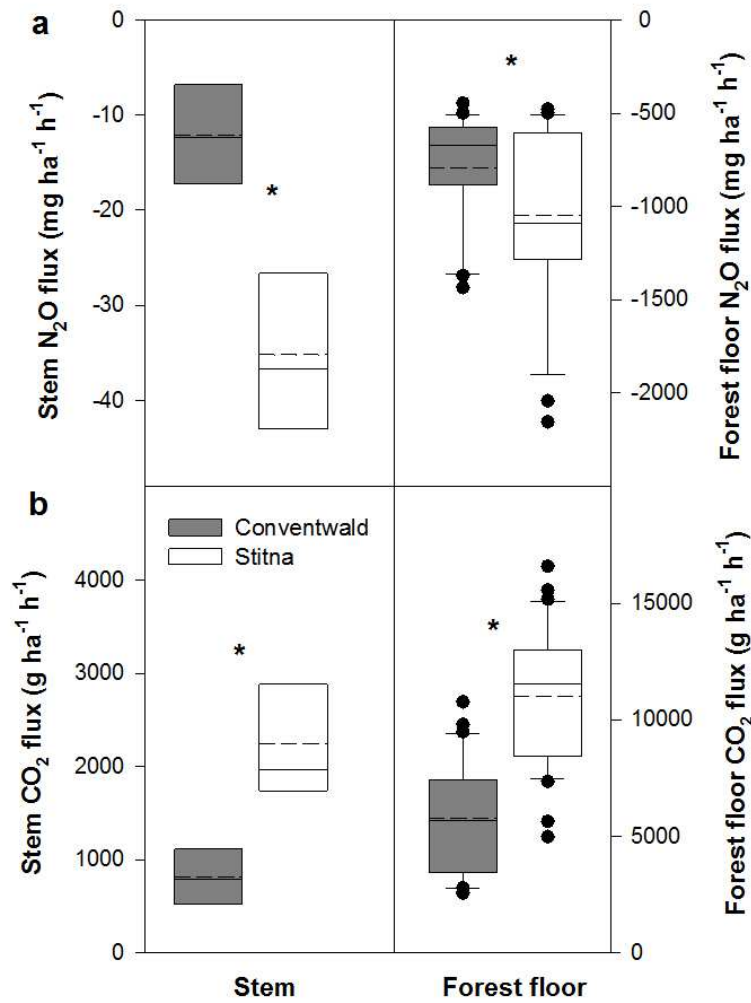 a
Stem N₂O flux (mg ha⁻¹ h⁻¹)
0
-10
-20
-30
-40
*
*
0
-500
-1000
-1500
-2000
Forest floor N₂O flux (mg ha⁻¹ h⁻¹)
b
Stem CO₂ flux (g ha⁻¹ h⁻¹)
4000
3000
2000
1000
0
Conventwald
Stitna
*
*
15000
10000
5000
0
Forest floor CO₂ flux (g ha⁻¹ h⁻¹)
Stem
Forest floor